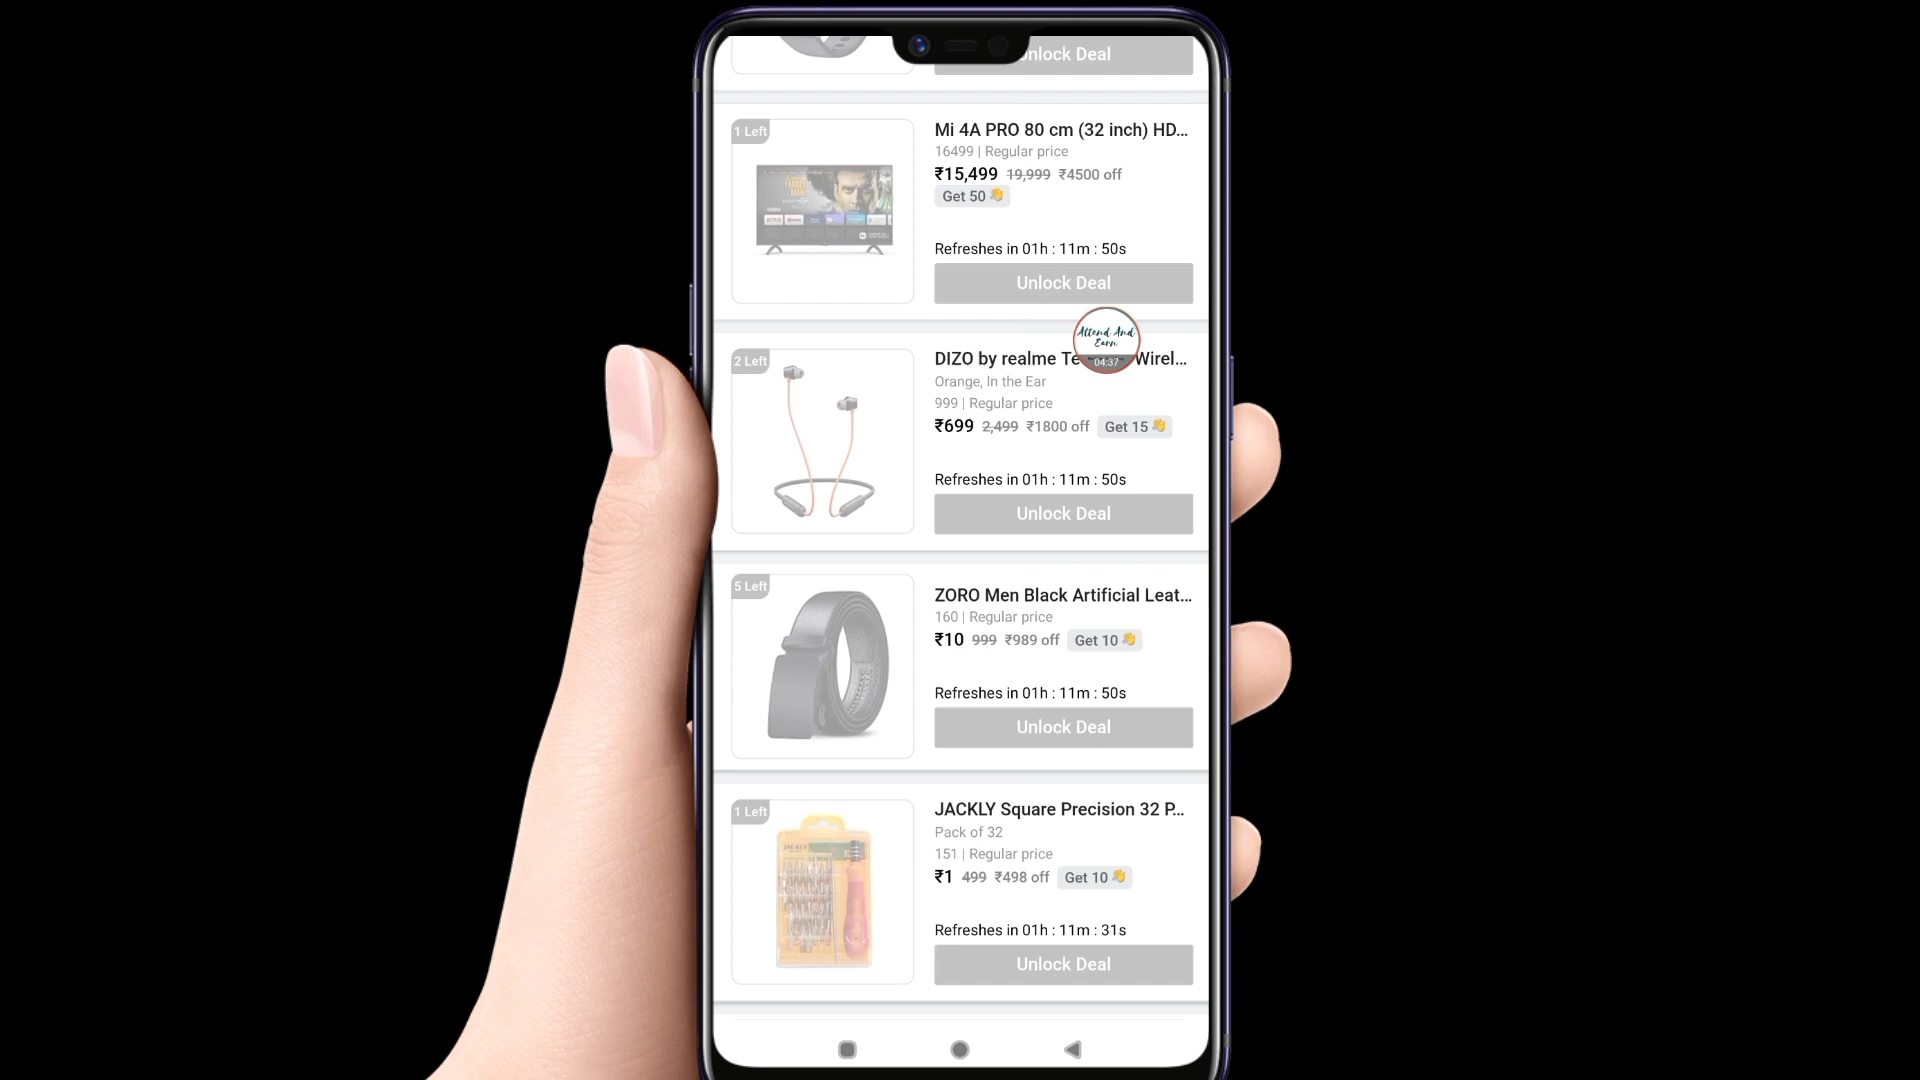 Unlock Deal
1 Left
Mi 4A PRO 80 cm (32 inch) HD...
16499 | Regular price
₹15,499 19,999 ₹4500 off
Get 50 👏
Refreshes in 01h : 11m : 50s
Unlock Deal
Attend And
Earn
04:37
2 Left
DIZO by realme Te Wirel...
Orange, In the Ear
999 | Regular price
₹699 2,499 ₹1800 off Get 15 👏
Refreshes in 01h : 11m : 50s
Unlock Deal
5 Left
ZORO Men Black Artificial Leat...
160 | Regular price
₹10 999 ₹989 off Get 10 👏
Refreshes in 01h : 11m : 50s
Unlock Deal
1 Left
JACKLY Square Precision 32 P...
Pack of 32
151 | Regular price
₹1 499 ₹498 off Get 10 👏
Refreshes in 01h : 11m : 31s
Unlock Deal
FAMILY
MAN
NETFLIX
JACKLY